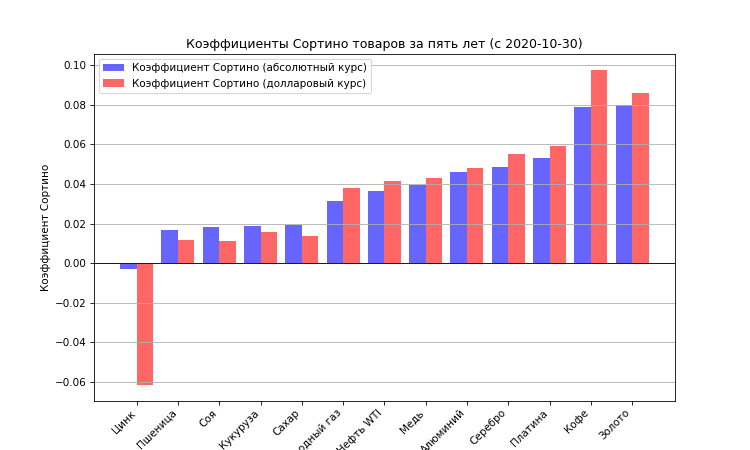 Коэффициенты Сортино товаров за пять лет (с 2020-10-30)
Коэффициент Сортино (абсолютный курс)
Коэффициент Сортино (долларовый курс)
Коэффициент Сортино
0.10
0.08
0.06
0.04
0.02
0.00
−0.02
−0.04
−0.06
Цинк
Пшеница
Соя
Кукуруза
Сахар
одный газ
Нефть WTI
Медь
Алюминий
Серебро
Платина
Кофе
Золото